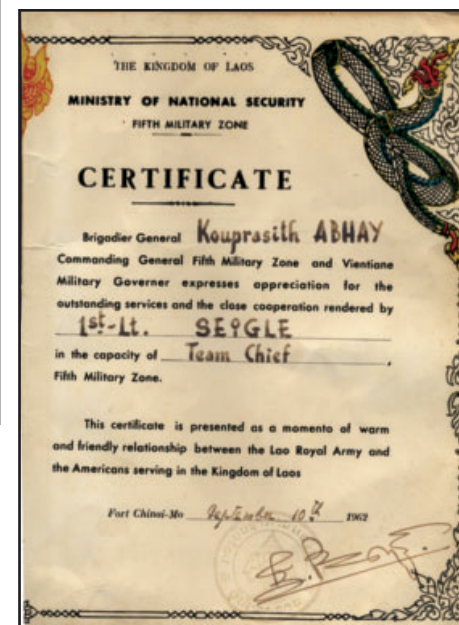 THE KINGDOM OF LAOS
MINISTRY OF NATIONAL SECURITY
FIFTH MILITARY ZONE
CERTIFICATE
Brigadier General Kouprasith ABHAY
Commanding General Fifth Military Zone and Vientiane
Military Governer expresses appreciation for the
outstanding services and the close cooperation rendered by
1st-Lt. SEIGLE
in the capacity of Team Chief ,
Fifth Military Zone.
This certificate is presented as a momento of warm
and friendly relationship between the Lao Royal Army and
the Americans serving in the Kingdom of Laos
Fort Chinai-Mo September 10th 1962